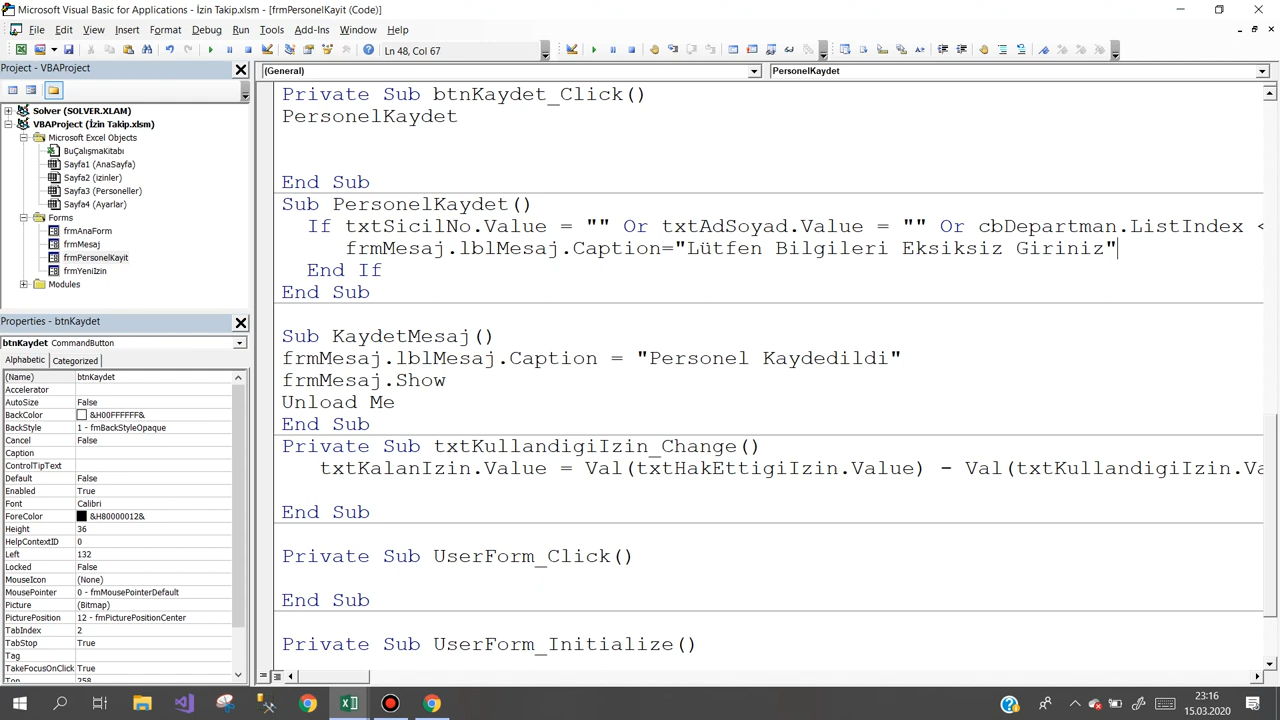 Microsoft Visual Basic for Applications - İzin Takip.xlsm - [frmPersonelKayit (Code)]
File Edit View Insert Format Debug Run Tools Add-Ins Window Help
Ln 48, Col 67
Project - VBAProject
Solver (SOLVER.XLAM)
VBAProject (İzin Takip.xlsm)
Microsoft Excel Objects
BuÇalışmaKitabı
Sayfa1 (AnaSayfa)
Sayfa2 (izinler)
Sayfa3 (Personeller)
Sayfa4 (Ayarlar)
Forms
frmAnaForm
frmMesaj
frmPersonelKayit
frmYeniIzin
Modules
Properties - btnKaydet
btnKaydet CommandButton
Alphabetic Categorized
(Name) btnKaydet
Accelerator
AutoSize False
BackColor &H00FFFFFF&
BackStyle 1 - fmBackStyleOpaque
Cancel False
Caption
ControlTipText
Default False
Enabled True
Font Calibri
ForeColor &H80000012&
Height 36
HelpContextID 0
Left 132
Locked False
MouseIcon (None)
MousePointer 0 - fmMousePointerDefault
Picture (Bitmap)
PicturePosition 12 - fmPicturePositionCenter
TabIndex 2
TabStop True
Tag
TakeFocusOnClick True
Top 258
(General) PersonelKaydet
Private Sub btnKaydet_Click()
PersonelKaydet
End Sub
Sub PersonelKaydet()
If txtSicilNo.Value = "" Or txtAdSoyad.Value = "" Or cbDepartman.ListIndex <
frmMesaj.lblMesaj.Caption="Lütfen Bilgileri Eksiksiz Giriniz"
End If
End Sub
Sub KaydetMesaj()
frmMesaj.lblMesaj.Caption = "Personel Kaydedildi"
frmMesaj.Show
Unload Me
End Sub
Private Sub txtKullandigiIzin_Change()
txtKalanIzin.Value = Val(txtHakEttigiIzin.Value) - Val(txtKullandigiIzin.Va
End Sub
Private Sub UserForm_Click()
End Sub
Private Sub UserForm_Initialize()
23:16
15.03.2020